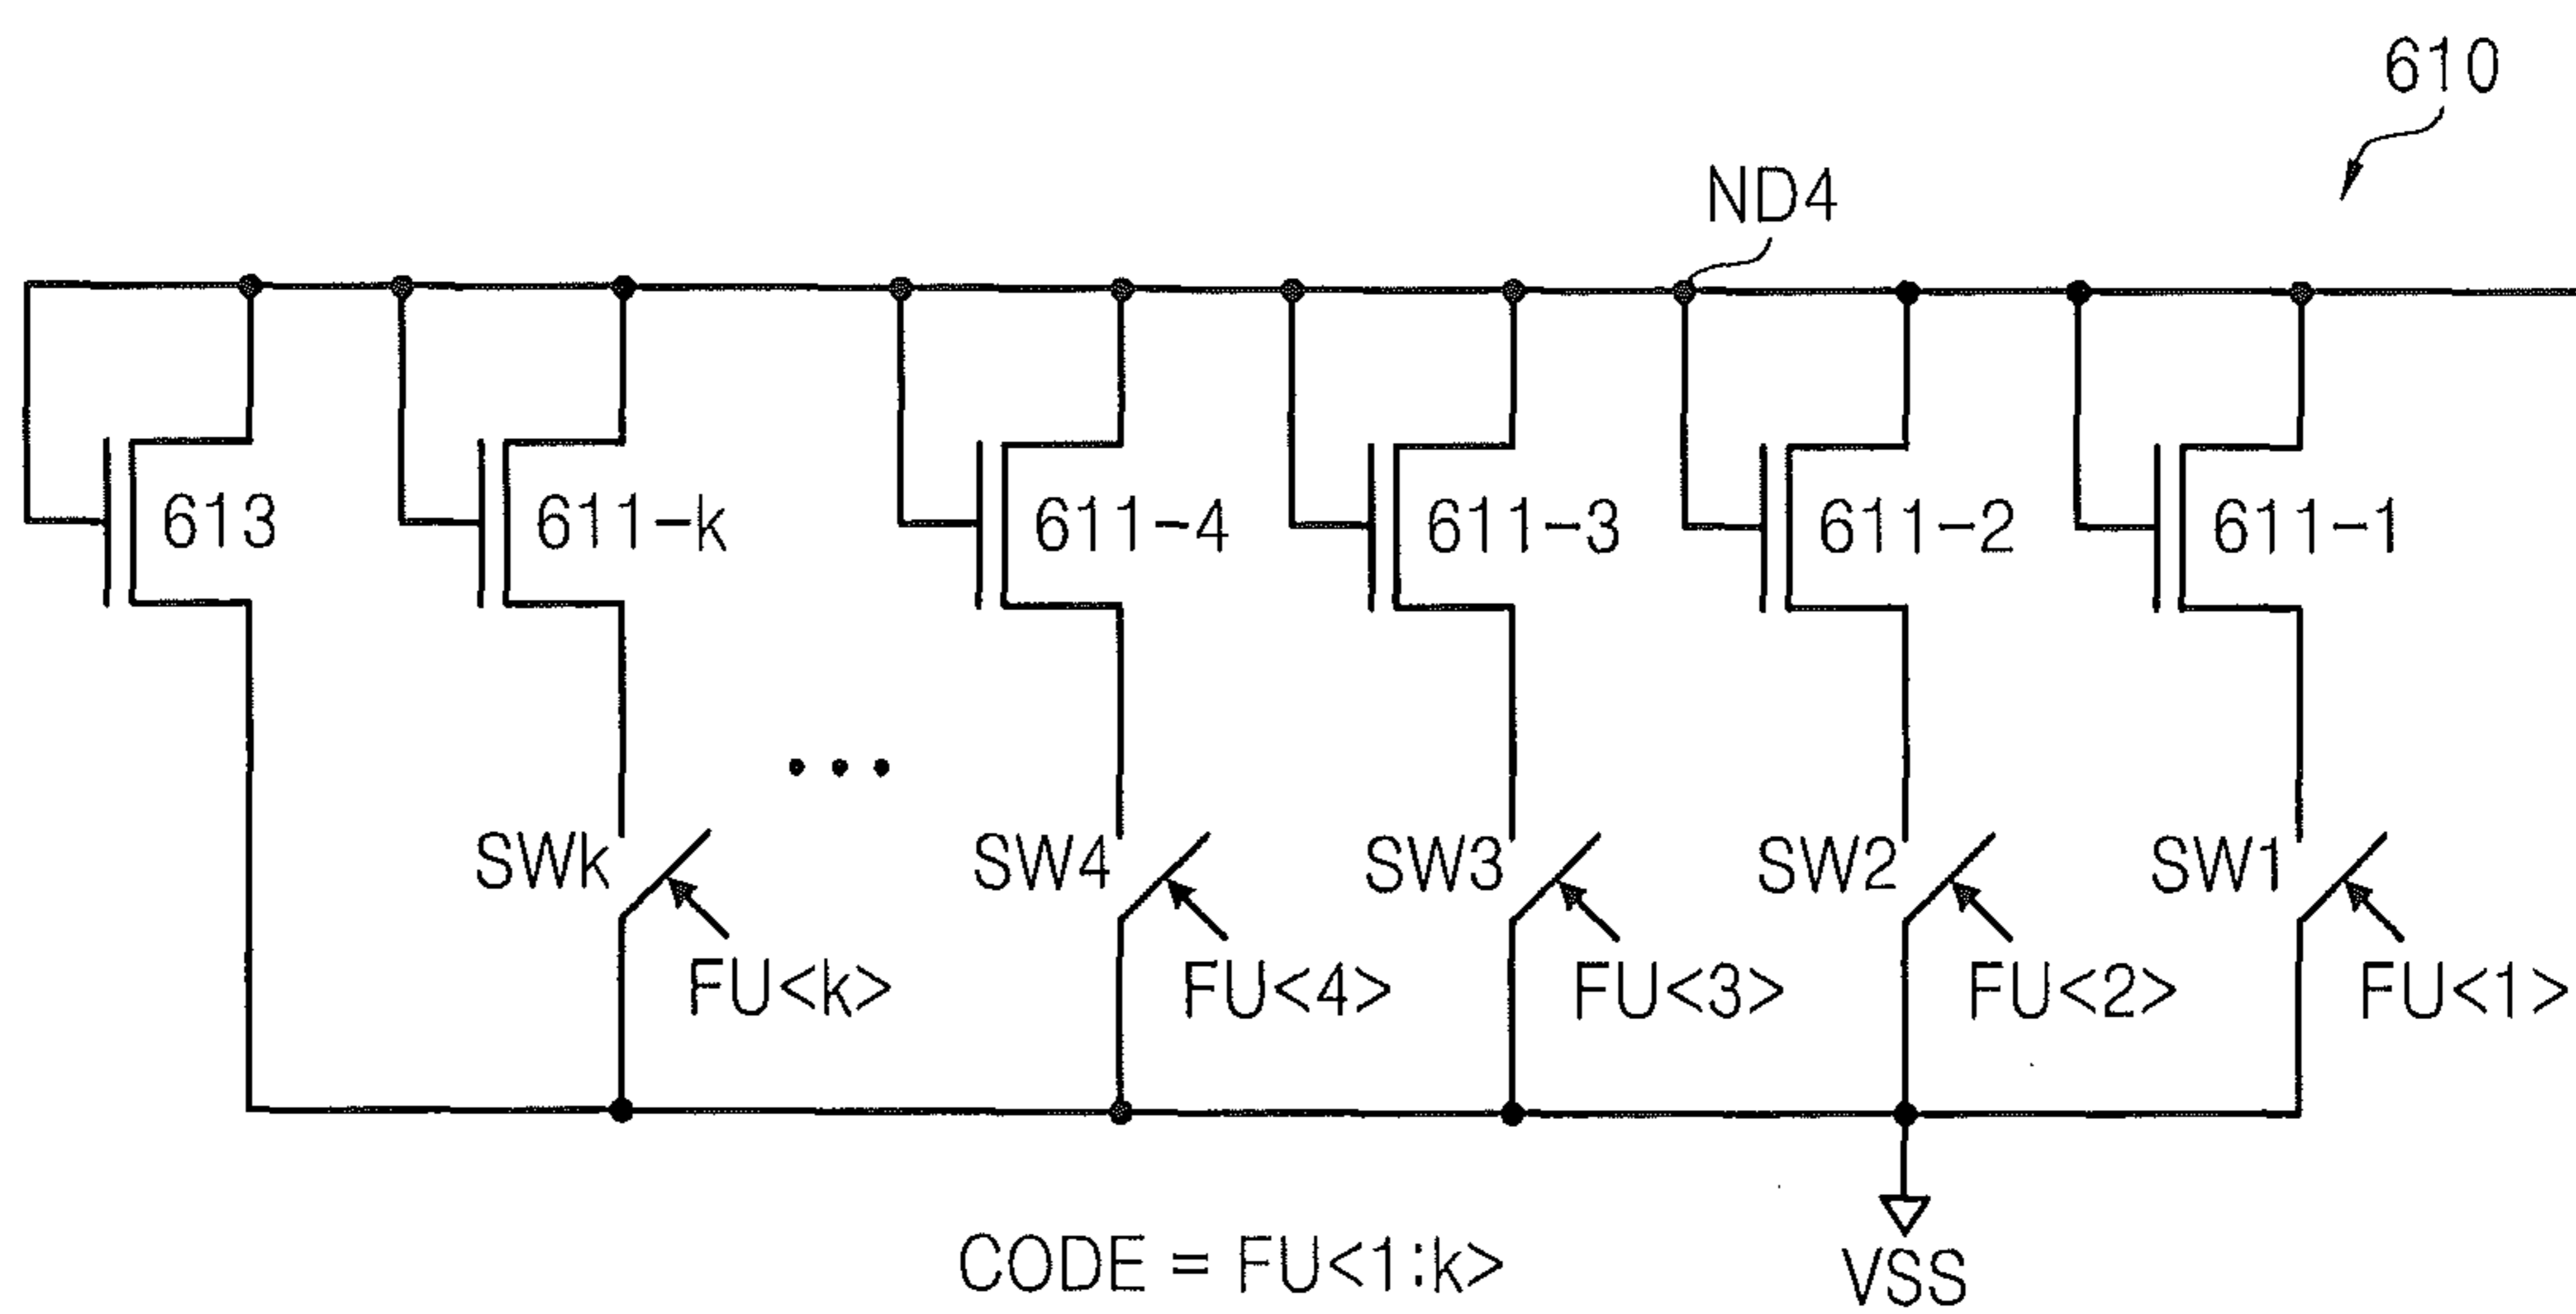 610
ND4
613
611-k
611-4
611-3
611-2
611-1
SWk
SW4
SW3
SW2
SW1
FU<k>
FU<4>
FU<3>
FU<2>
FU<1>
CODE = FU<1:k>
VSS